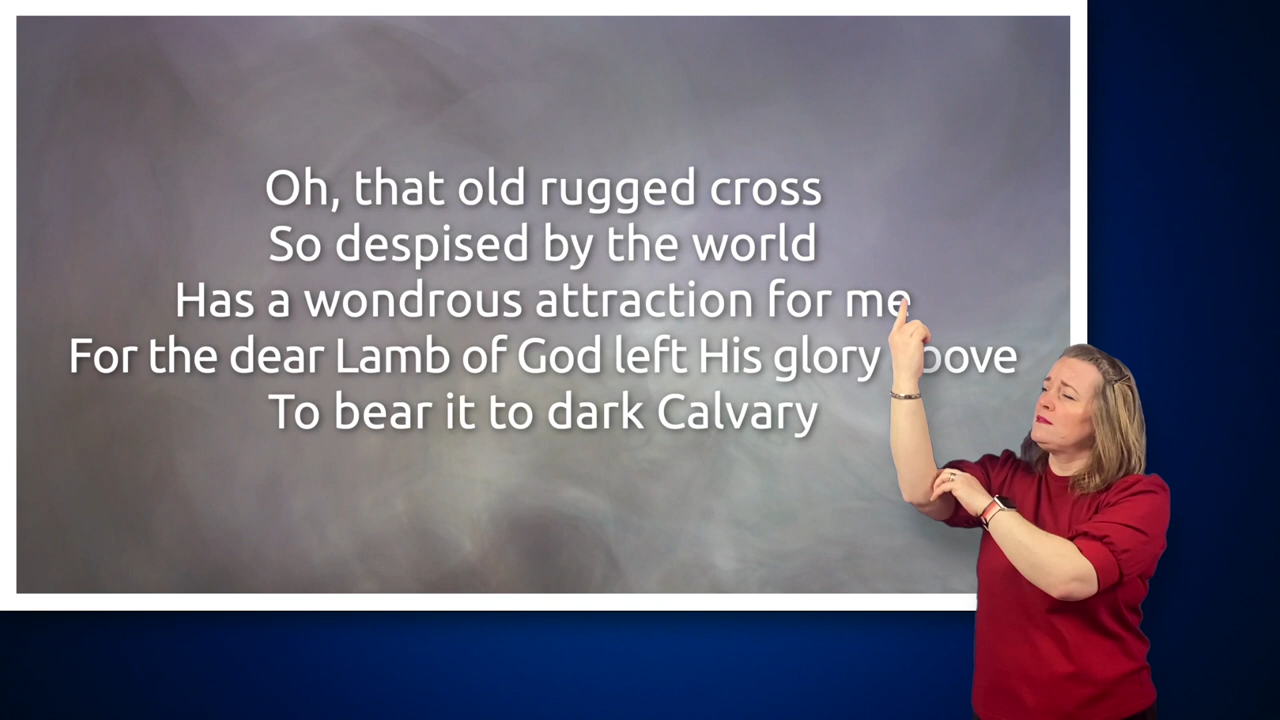 Oh, that old rugged cross
So despised by the world
Has a wondrous attraction for me
For the dear Lamb of God left His glory above
To bear it to dark Calvary